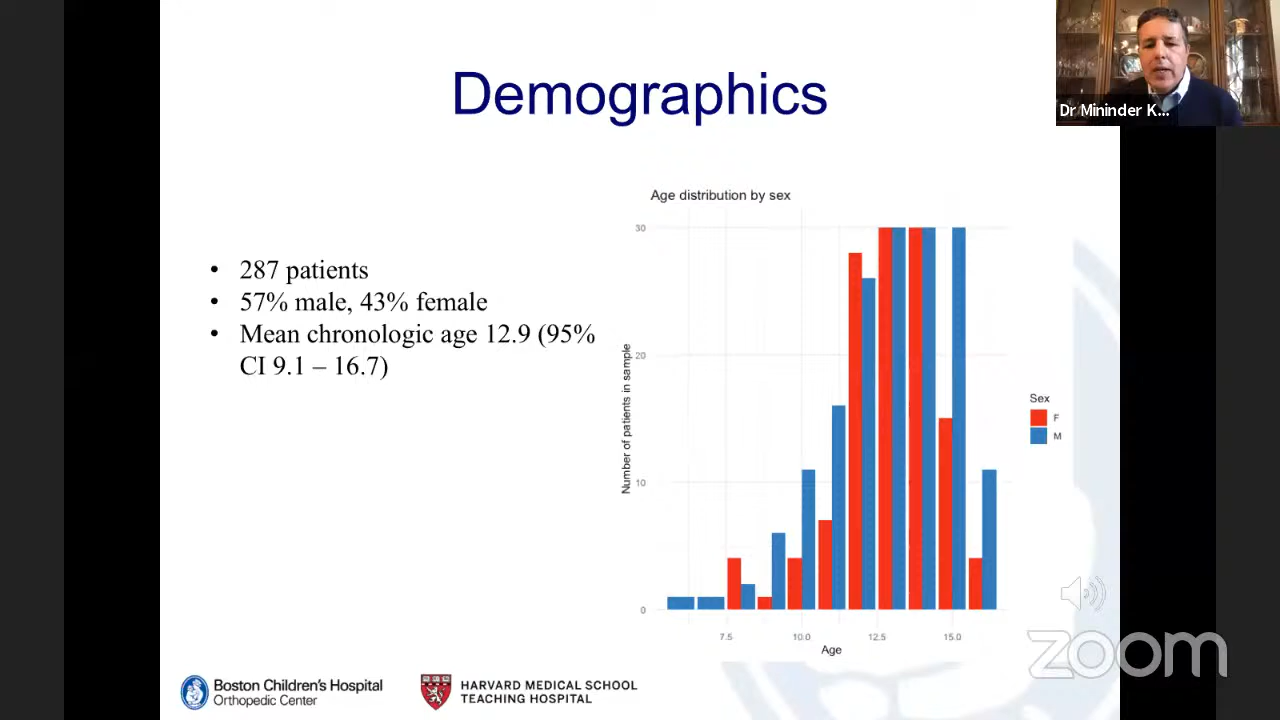 Demographics
Dr Mininder K...
• 287 patients
• 57% male, 43% female
• Mean chronologic age 12.9 (95%
CI 9.1 – 16.7)
Age distribution by sex
30
20
10
0
Number of patients in sample
7.5 10.0 12.5 15.0
Age
Sex
F
M
zoom
Boston Children's Hospital
Orthopedic Center
HARVARD MEDICAL SCHOOL
TEACHING HOSPITAL